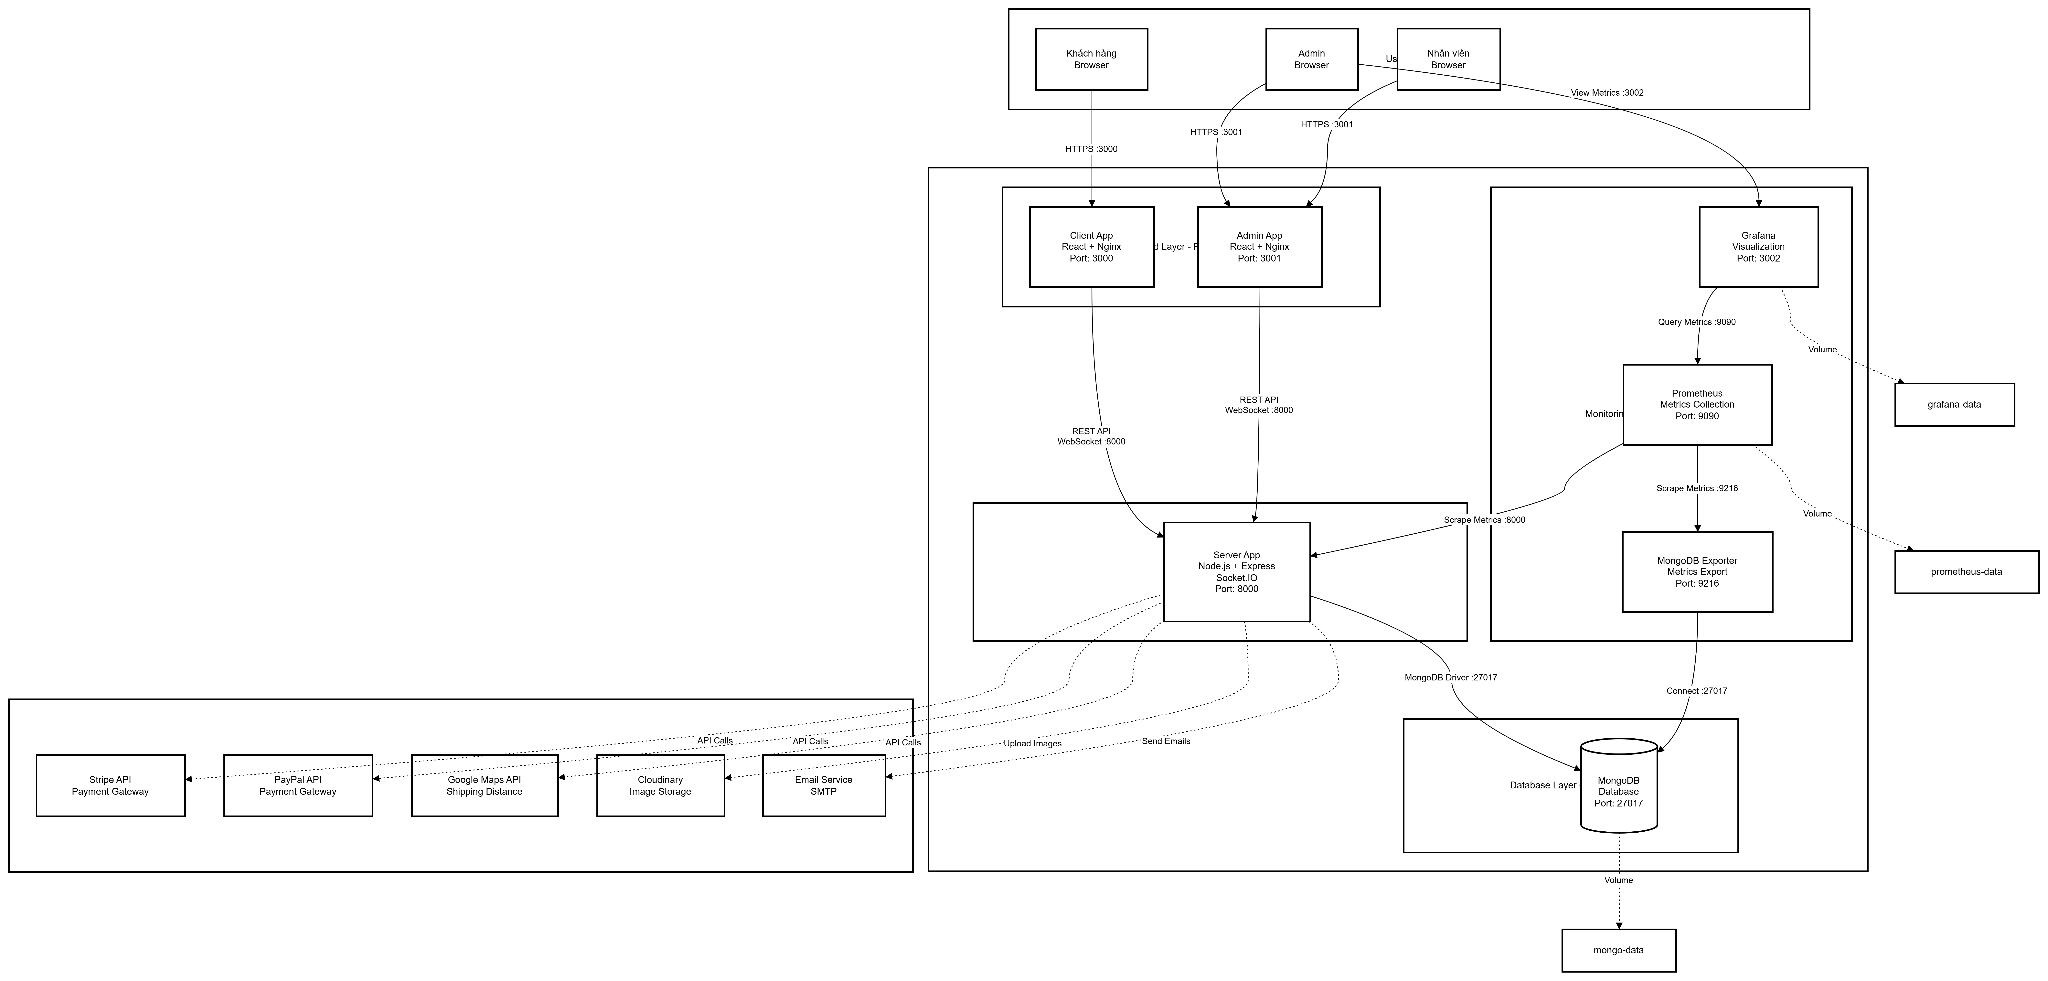 Khách hàng
Browser
Admin
Browser
Us
Nhân viên
Browser
View Metrics :3002
HTTPS :3001
HTTPS :3001
HTTPS :3000
Client App
React + Nginx
Port: 3000
d Layer - R
Admin App
React + Nginx
Port: 3001
Grafana
Visualization
Port: 3002
Query Metrics :9090
Volume
Prometheus
Metrics Collection
Port: 9090
Monitorin
grafana-data
REST API
WebSocket :8000
REST API
WebSocket :8000
Scrape Metrics :9216
Scrape Metrics :8000
Volume
Server App
Node.js + Express
Socket.IO
Port: 8000
MongoDB Exporter
Metrics Export
Port: 9216
prometheus-data
MongoDB Driver :27017
Connect :27017
API Calls
API Calls
API Calls
Upload Images
Send Emails
Stripe API
Payment Gateway
PayPal API
Payment Gateway
Google Maps API
Shipping Distance
Cloudinary
Image Storage
Email Service
SMTP
Database Layer
MongoDB
Database
Port: 27017
Volume
mongo-data